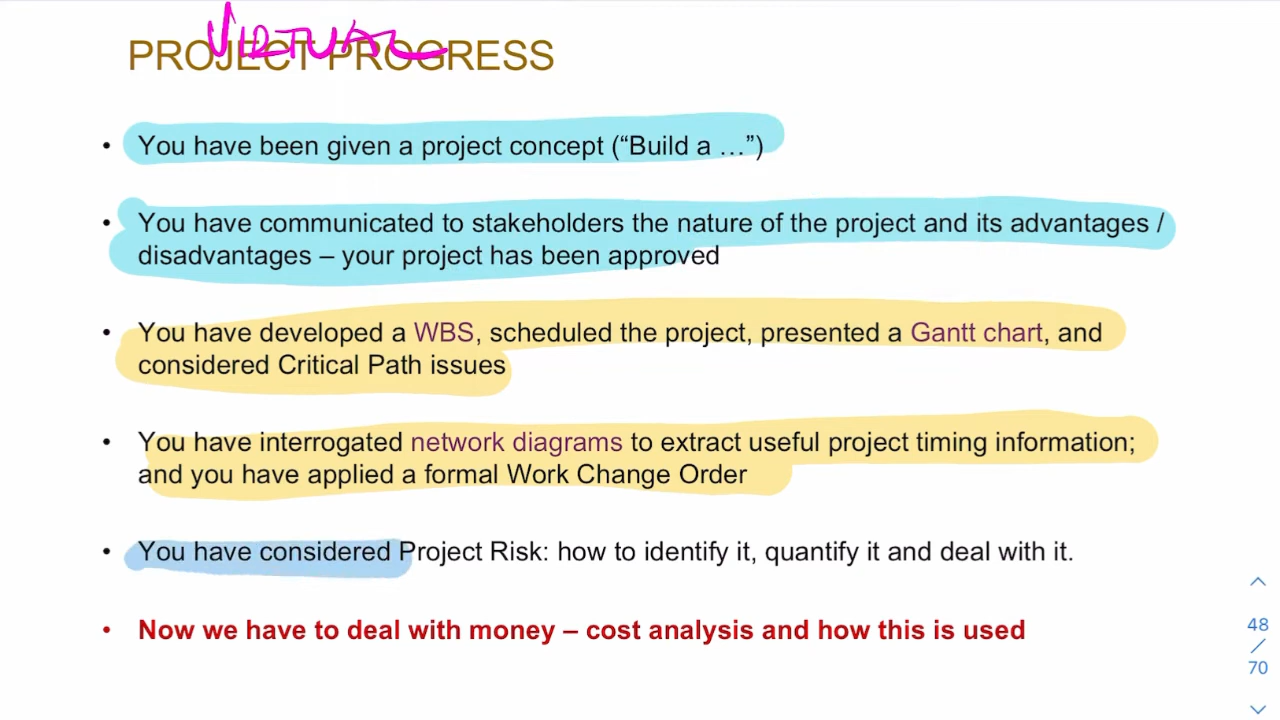 VIRTUAL
PROJECT PROGRESS
• You have been given a project concept (“Build a …”)
• You have communicated to stakeholders the nature of the project and its advantages /
disadvantages – your project has been approved
• You have developed a WBS, scheduled the project, presented a Gantt chart, and
considered Critical Path issues
• You have interrogated network diagrams to extract useful project timing information;
and you have applied a formal Work Change Order
• You have considered Project Risk: how to identify it, quantify it and deal with it.
• Now we have to deal with money – cost analysis and how this is used
48
/
70